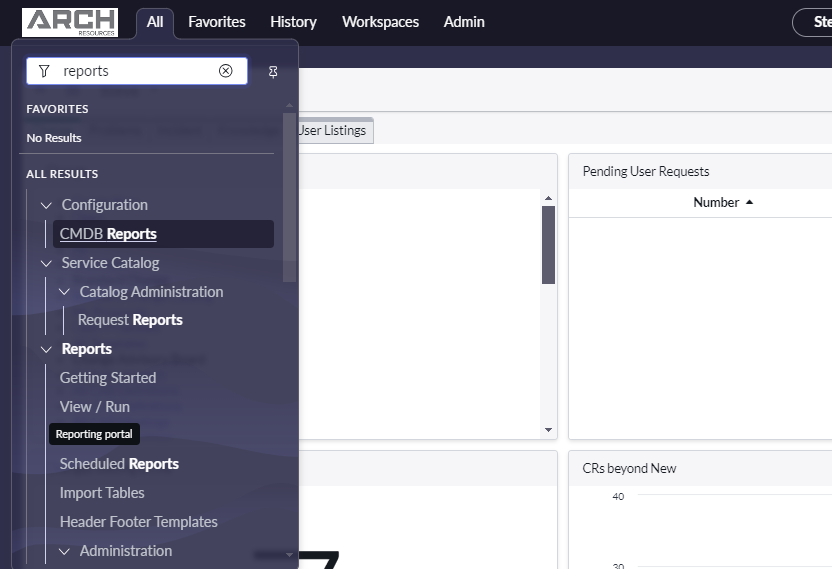 ARCH
RESOURCES
All
Favorites
History
Workspaces
Admin
Ste
reports
FAVORITES
No Results
ALL RESULTS
Configuration
CMDB Reports
Service Catalog
Catalog Administration
Request Reports
Reports
Getting Started
View / Run
Reporting portal
Scheduled Reports
Import Tables
Header Footer Templates
Administration
User Listings
Pending User Requests
Number
CRs beyond New
40
30